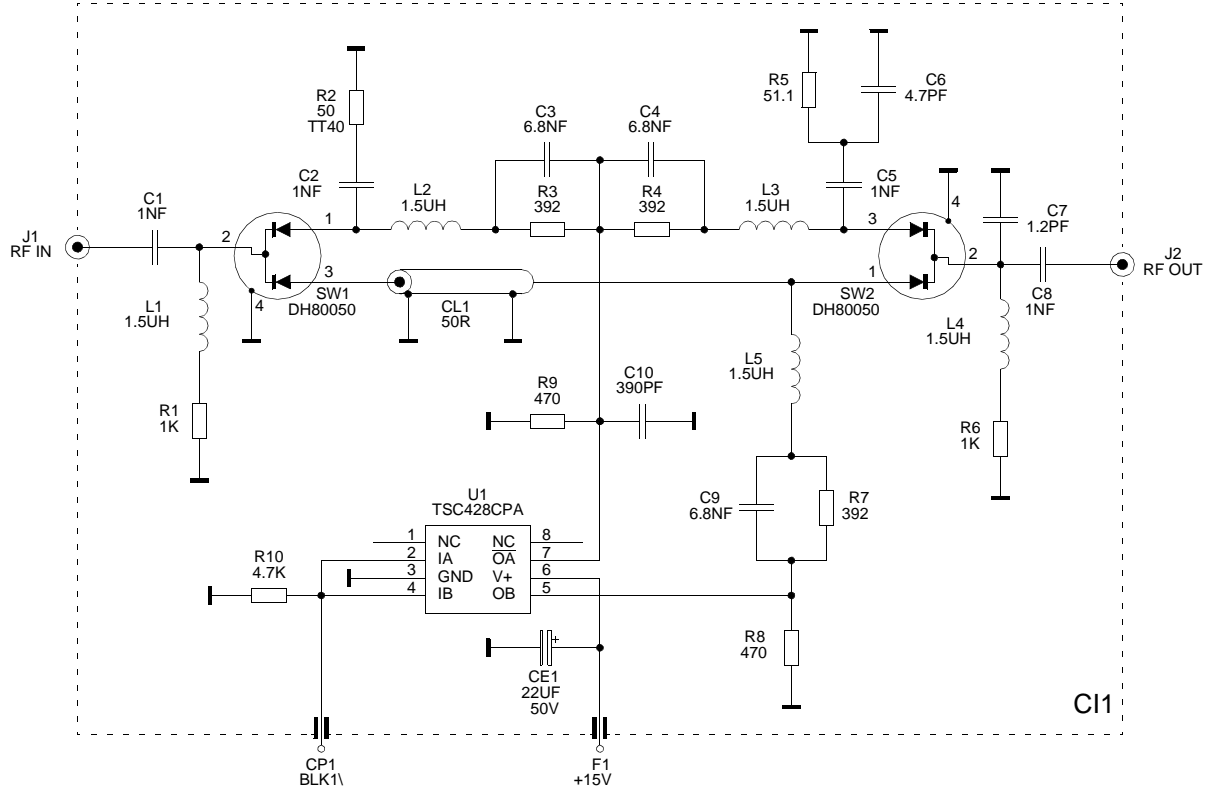 R2
50
TT40
C3
6.8NF
C4
6.8NF
R5
51.1
C6
4.7PF
C2
1NF
L2
1.5UH
R3
392
R4
392
L3
1.5UH
C5
1NF
4
C7
1.2PF
C1
1NF
J1
RF IN
2
1
3
4
SW1
DH80050
L1
1.5UH
CL1
50R
3
1
2
SW2
DH80050
C8
1NF
J2
RF OUT
L4
1.5UH
L5
1.5UH
R1
1K
R9
470
C10
390PF
R6
1K
U1
TSC428CPA
1 NC NC 8
2 IA OA 7
3 GND V+ 6
4 IB OB 5
C9
6.8NF
R7
392
R10
4.7K
R8
470
+
CE1
22UF
50V
CI1
CP1
BLK1\
F1
+15V